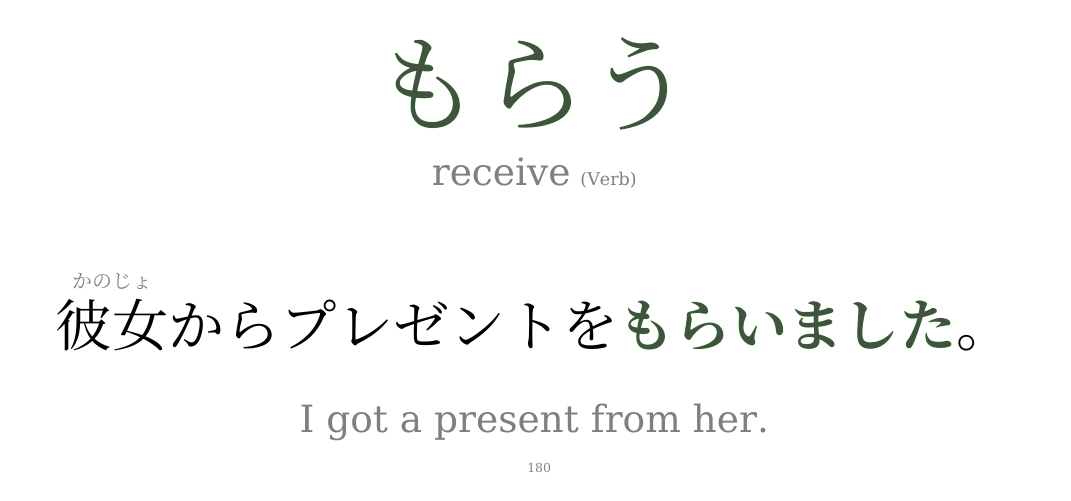 もらう
receive (Verb)
かのじょ
彼女からプレゼントをもらいました。
I got a present from her.
180